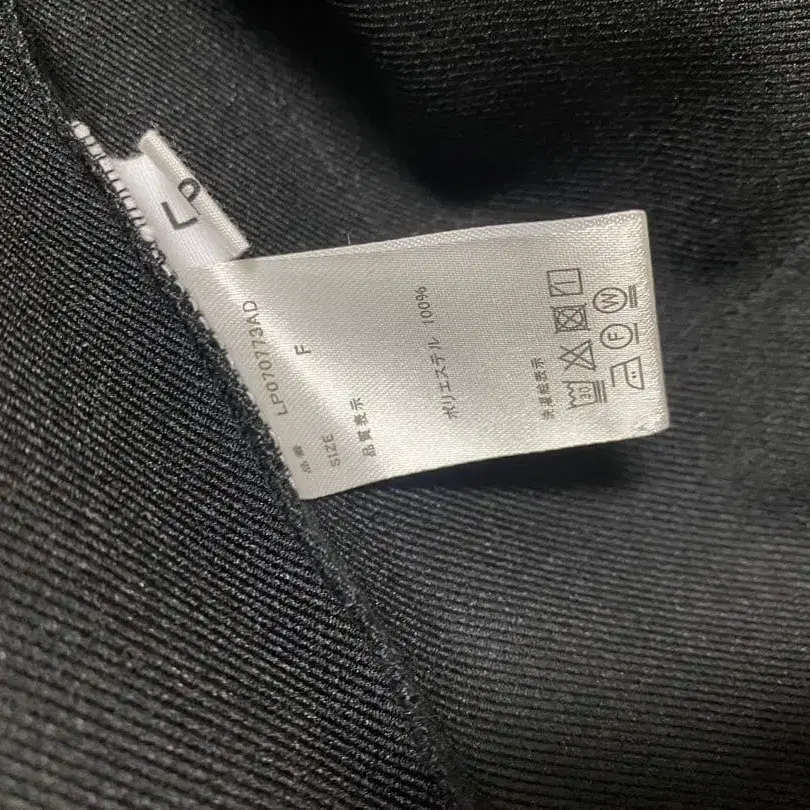 LP
品番 LP070773AD
SIZE F
品質表示
ポリエステル 100%
洗濯絵表示
30
F W